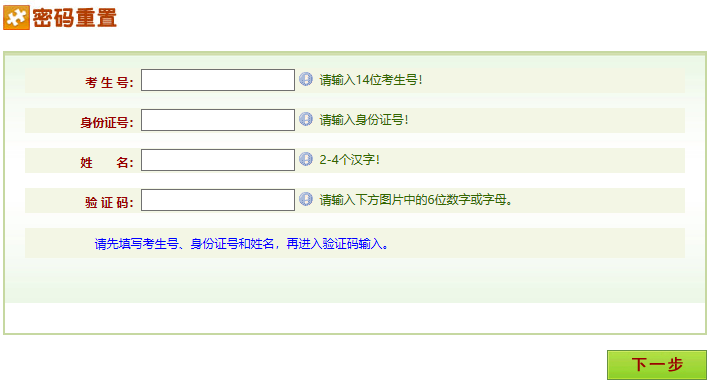 密码重置
考 生 号: 请输入14位考生号!
身份证号: 请输入身份证号!
姓 名: 2-4个汉字!
验 证 码: 请输入下方图片中的6位数字或字母。
请先填写考生号、身份证号和姓名，再进入验证码输入。
下一步